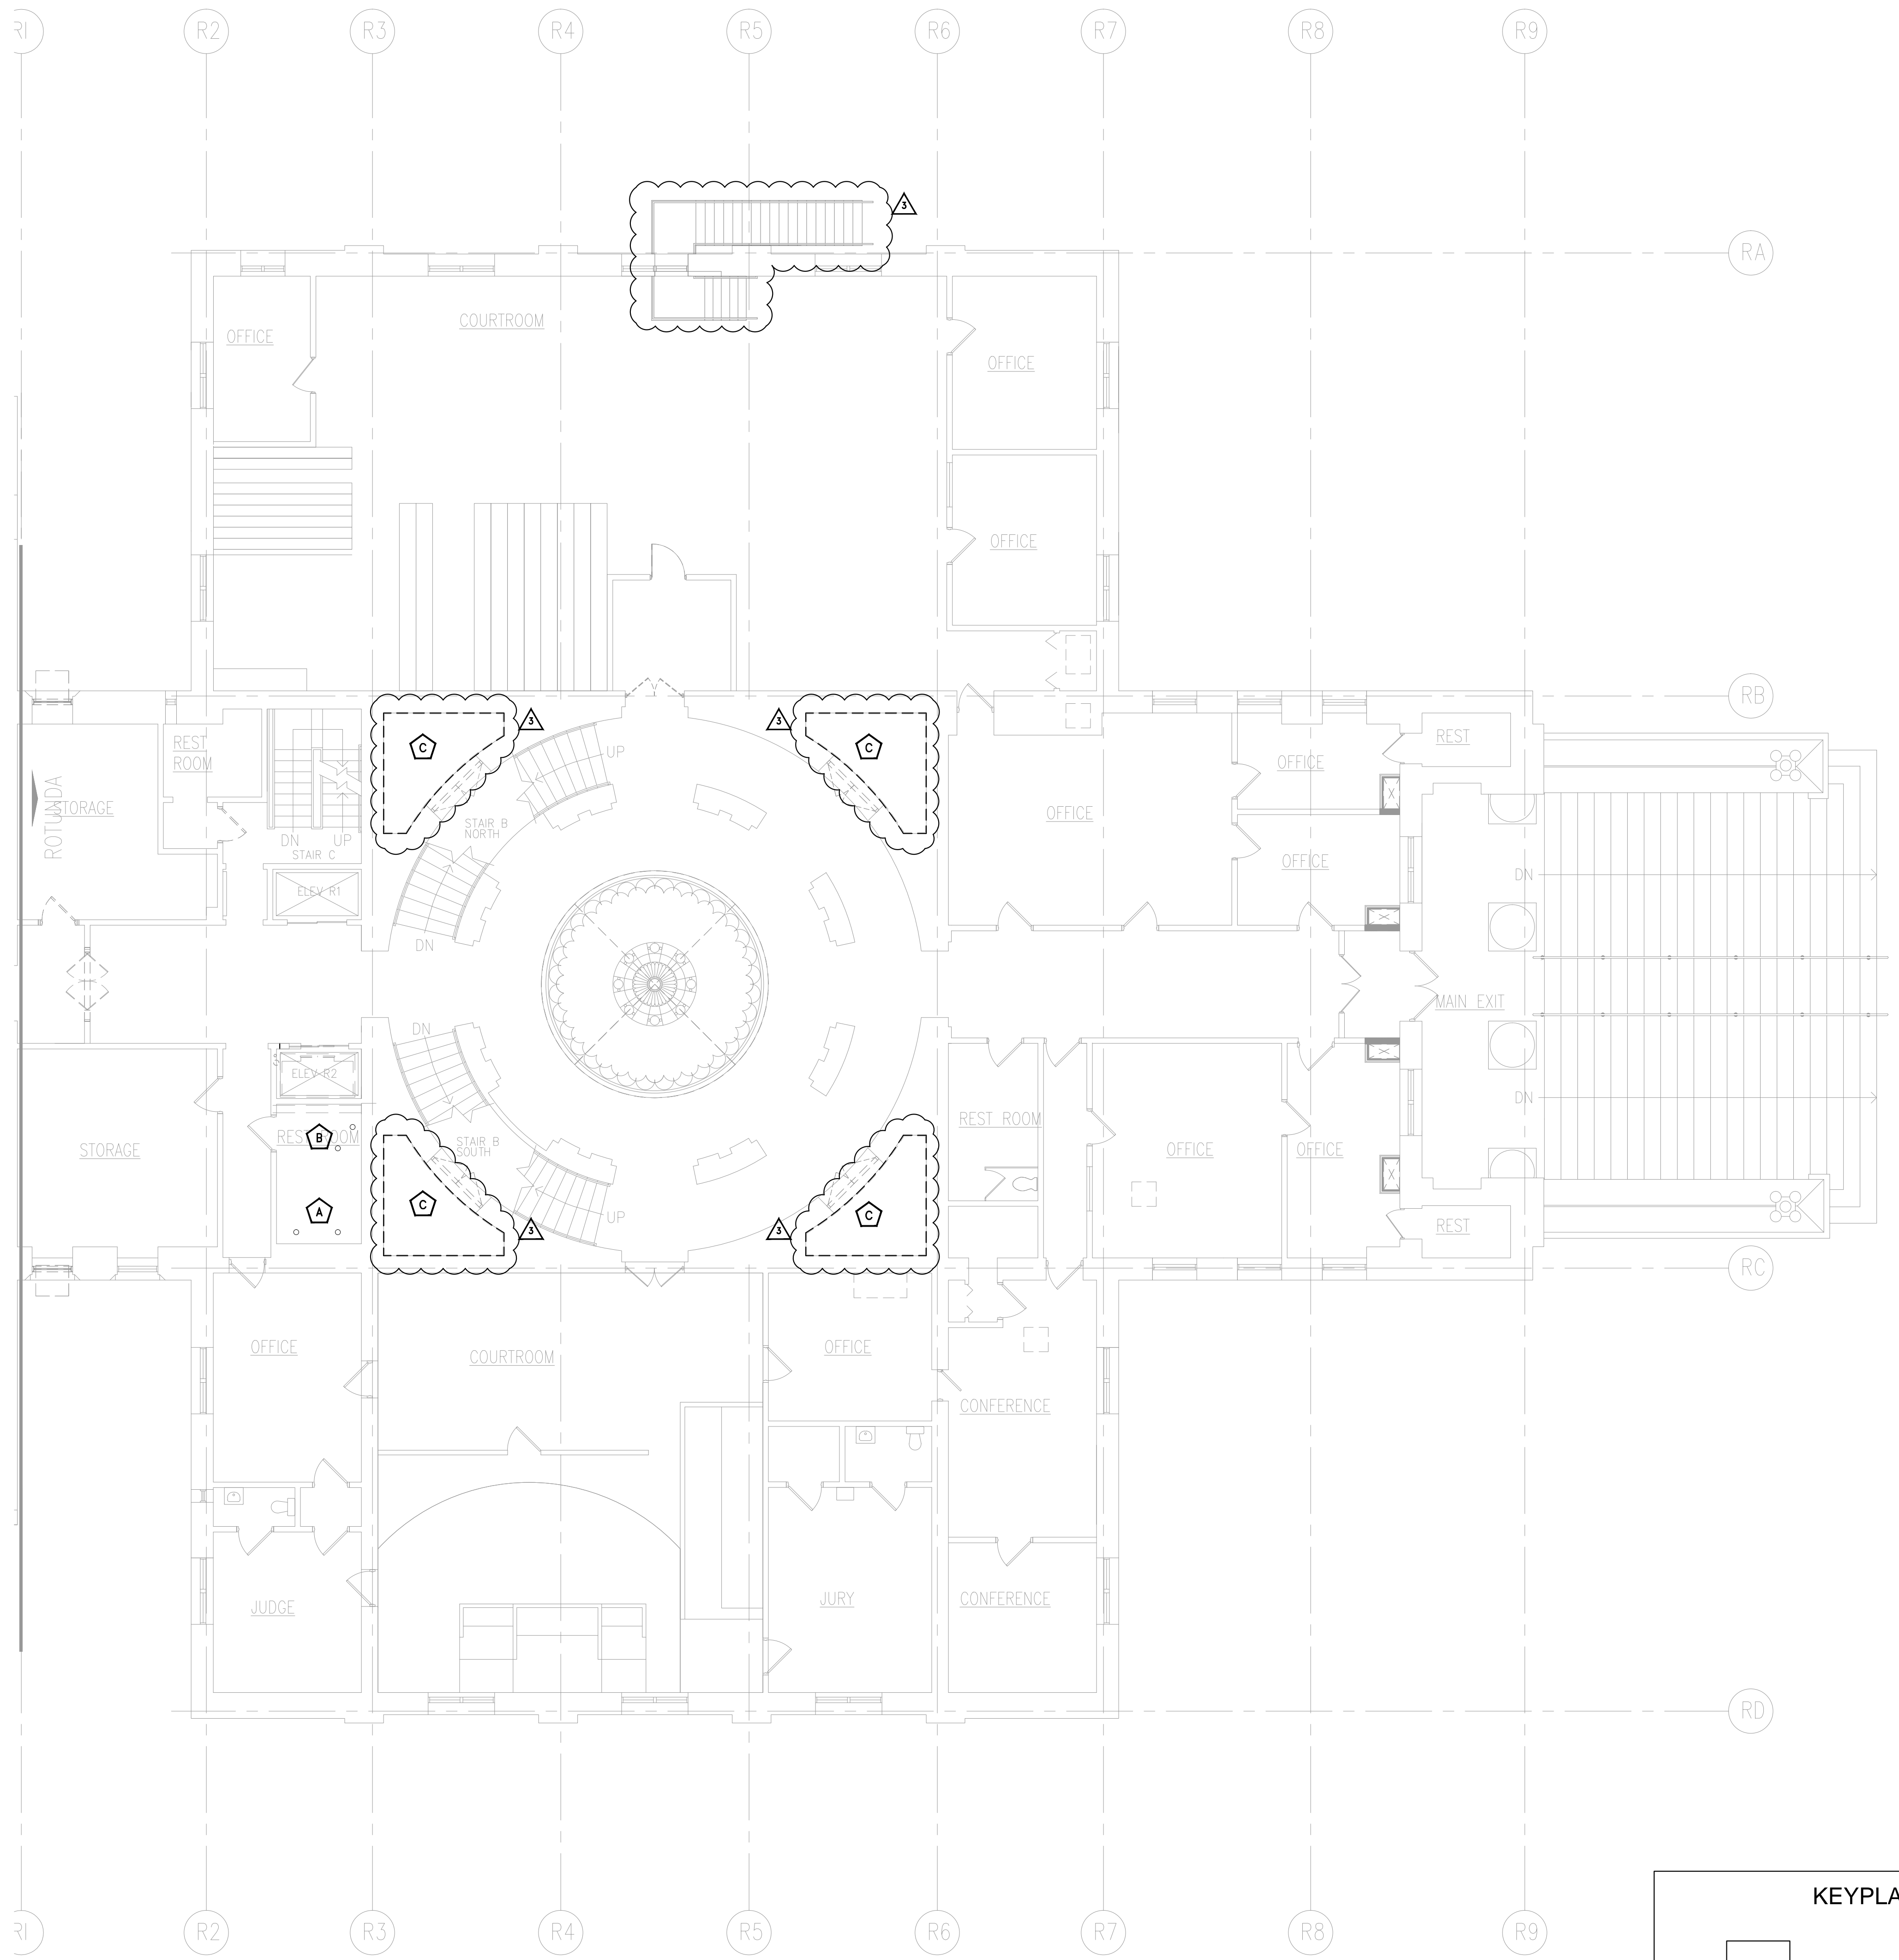 R1
R2
R3
R4
R5
R6
R7
R8
R9
3
RA
COURTROOM
OFFICE
OFFICE
OFFICE
RB
3
3
REST
ROOM
C
C
UP
REST
OFFICE
STORAGE
ROTUNDA
OFFICE
STAIR B
NORTH
DN
UP
STAIR C
OFFICE
DN
ELEV R1
DN
MAIN EXIT
DN
ELEV R2
DN
REST ROOM
B
REST ROOM
STAIR B
SOUTH
STORAGE
OFFICE
OFFICE
A
C
C
UP
3
3
REST
RC
OFFICE
COURTROOM
OFFICE
CONFERENCE
JUDGE
JURY
CONFERENCE
RD
KEYPLA
R1
R2
R3
R4
R5
R6
R7
R8
R9